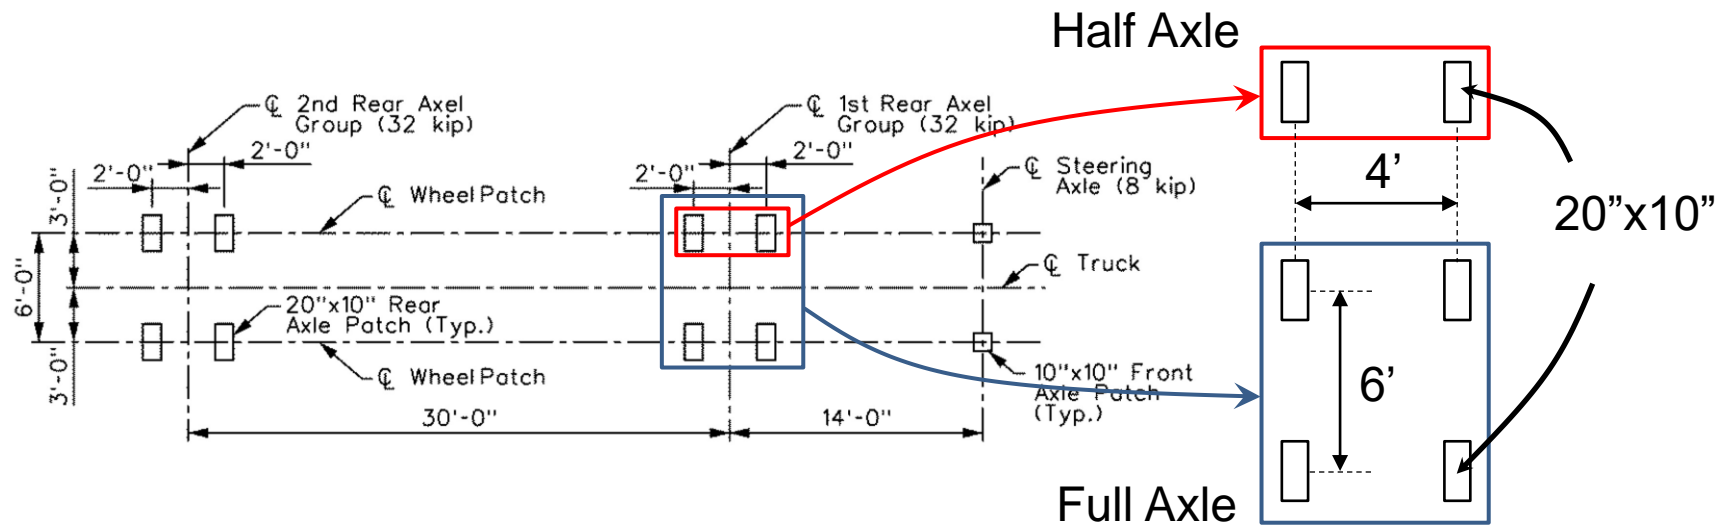 Half Axle
℄ 2nd Rear Axel
Group (32 kip)
℄ 1st Rear Axel
Group (32 kip)
2'-0"
2'-0"
2'-0"
2'-0"
℄ Steering
Axle (8 kip)
4’
3'-0"
℄ Wheel Patch
20”x10”
6'-0"
℄ Truck
20"x10" Rear
Axle Patch (Typ.)
3'-0"
℄ Wheel Patch
10"x10" Front
Axle Patch
(Typ.)
6’
30'-0"
14'-0"
Full Axle